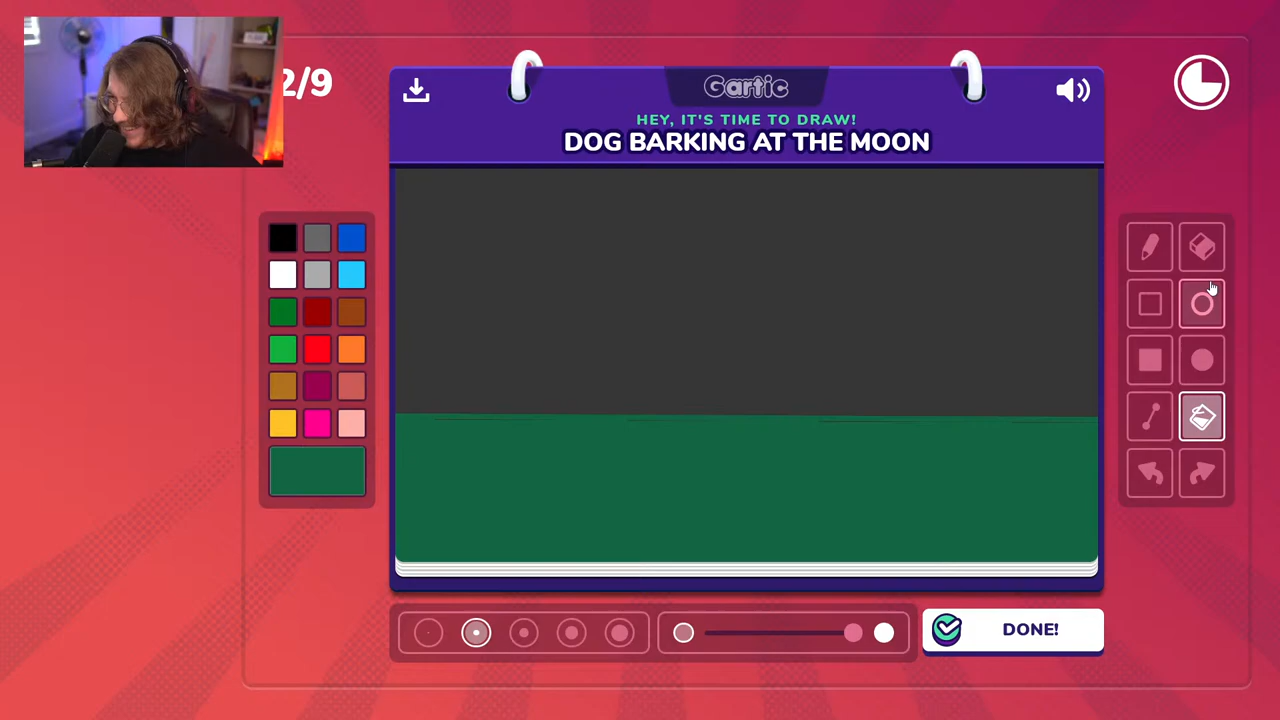 2/9
Gartic
HEY, IT'S TIME TO DRAW!
DOG BARKING AT THE MOON
DONE!